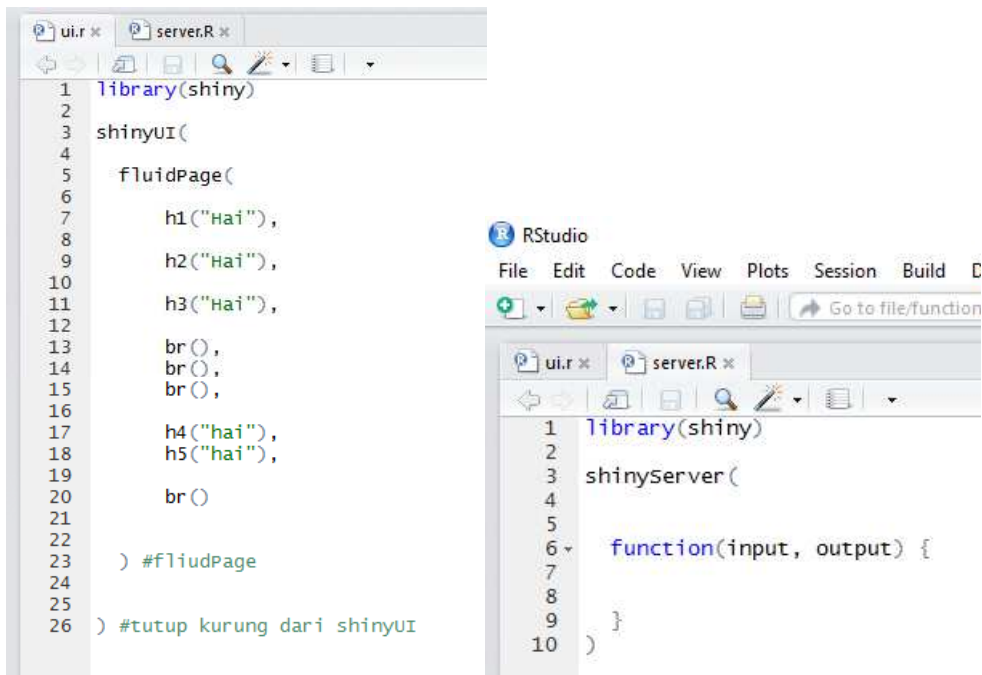 ui.r × server.R ×
1 library(shiny)
2
3 shinyUI(
4
5 fluidPage(
6
7 h1("Hai"),
8
9 h2("Hai"),
10
11 h3("Hai"),
12
13 br(),
14 br(),
15 br(),
16
17 h4("hai"),
18 h5("hai"),
19
20 br()
21
22
23 ) #fliudPage
24
25
26 ) #tutup kurung dari shinyUI
R RStudio
File Edit Code View Plots Session Build D
Go to file/function
ui.r × server.R ×
1 library(shiny)
2
3 shinyServer(
4
5
6 function(input, output) {
7
8
9 }
10 )